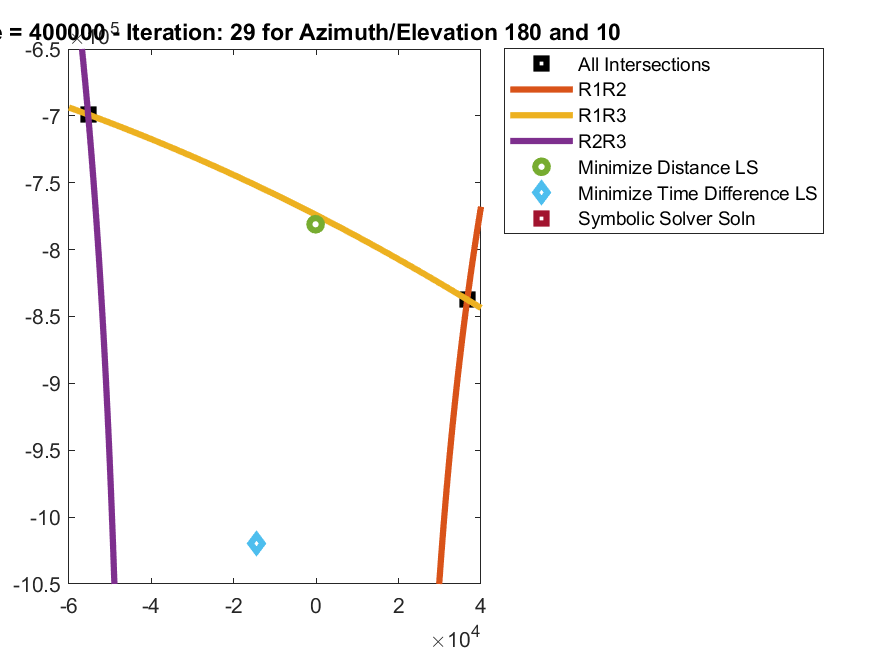 e = 400000 - Iteration: 29 for Azimuth/Elevation 180 and 10
×10^5
-6.5
-7
-7.5
-8
-8.5
-9
-9.5
-10
-10.5
-6
-4
-2
0
2
4
×10^4
All Intersections
R1R2
R1R3
R2R3
Minimize Distance LS
Minimize Time Difference LS
Symbolic Solver Soln